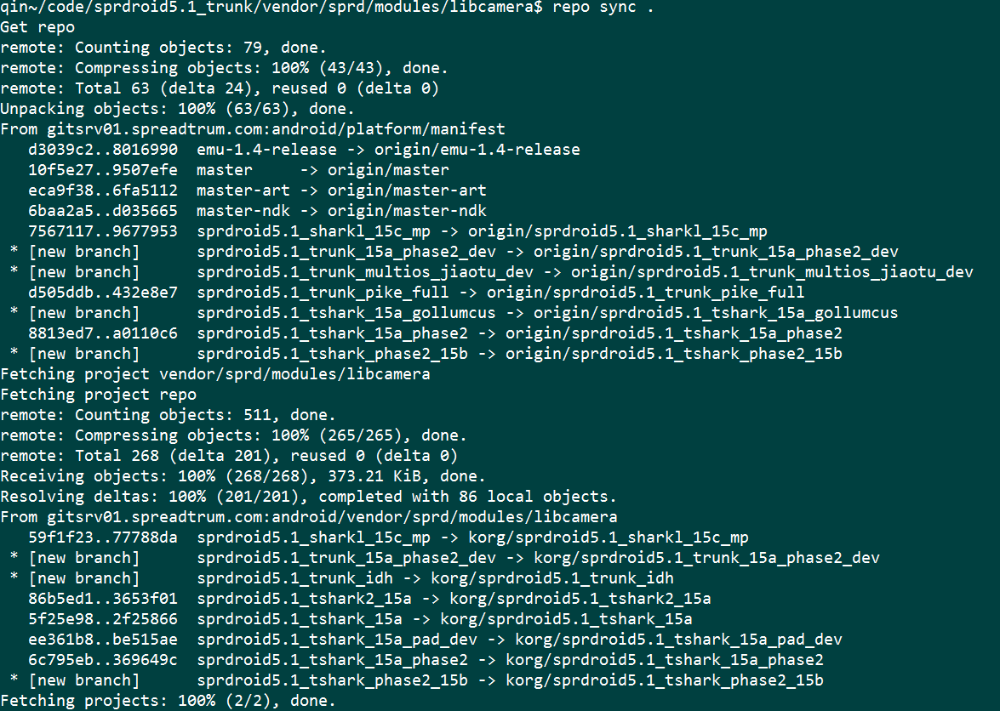 qin~/code/sprdroid5.1_trunk/vendor/sprd/modules/libcamera$ repo sync .
Get repo
remote: Counting objects: 79, done.
remote: Compressing objects: 100% (43/43), done.
remote: Total 63 (delta 24), reused 0 (delta 0)
Unpacking objects: 100% (63/63), done.
From gitsrv01.spreadtrum.com:android/platform/manifest
   d3039c2..8016990  emu-1.4-release -> origin/emu-1.4-release
   10f5e27..9507efe  master     -> origin/master
   eca9f38..6fa5112  master-art -> origin/master-art
   6baa2a5..d035665  master-ndk -> origin/master-ndk
   7567117..9677953  sprdroid5.1_sharkl_15c_mp -> origin/sprdroid5.1_sharkl_15c_mp
 * [new branch]      sprdroid5.1_trunk_15a_phase2_dev -> origin/sprdroid5.1_trunk_15a_phase2_dev
 * [new branch]      sprdroid5.1_trunk_multios_jiaotu_dev -> origin/sprdroid5.1_trunk_multios_jiaotu_dev
   d505ddb..432e8e7  sprdroid5.1_trunk_pike_full -> origin/sprdroid5.1_trunk_pike_full
 * [new branch]      sprdroid5.1_tshark_15a_gollumcus -> origin/sprdroid5.1_tshark_15a_gollumcus
   8813ed7..a0110c6  sprdroid5.1_tshark_15a_phase2 -> origin/sprdroid5.1_tshark_15a_phase2
 * [new branch]      sprdroid5.1_tshark_phase2_15b -> origin/sprdroid5.1_tshark_phase2_15b
Fetching project vendor/sprd/modules/libcamera
Fetching project repo
remote: Counting objects: 511, done.
remote: Compressing objects: 100% (265/265), done.
remote: Total 268 (delta 201), reused 0 (delta 0)
Receiving objects: 100% (268/268), 373.21 KiB, done.
Resolving deltas: 100% (201/201), completed with 86 local objects.
From gitsrv01.spreadtrum.com:android/vendor/sprd/modules/libcamera
   59f1f23..77788da  sprdroid5.1_sharkl_15c_mp -> korg/sprdroid5.1_sharkl_15c_mp
 * [new branch]      sprdroid5.1_trunk_15a_phase2_dev -> korg/sprdroid5.1_trunk_15a_phase2_dev
 * [new branch]      sprdroid5.1_trunk_idh -> korg/sprdroid5.1_trunk_idh
   86b5ed1..3653f01  sprdroid5.1_tshark2_15a -> korg/sprdroid5.1_tshark2_15a
   5f25e98..2f25866  sprdroid5.1_tshark_15a -> korg/sprdroid5.1_tshark_15a
   ee361b8..be515ae  sprdroid5.1_tshark_15a_pad_dev -> korg/sprdroid5.1_tshark_15a_pad_dev
   6c795eb..369649c  sprdroid5.1_tshark_15a_phase2 -> korg/sprdroid5.1_tshark_15a_phase2
 * [new branch]      sprdroid5.1_tshark_phase2_15b -> korg/sprdroid5.1_tshark_phase2_15b
Fetching projects: 100% (2/2), done.